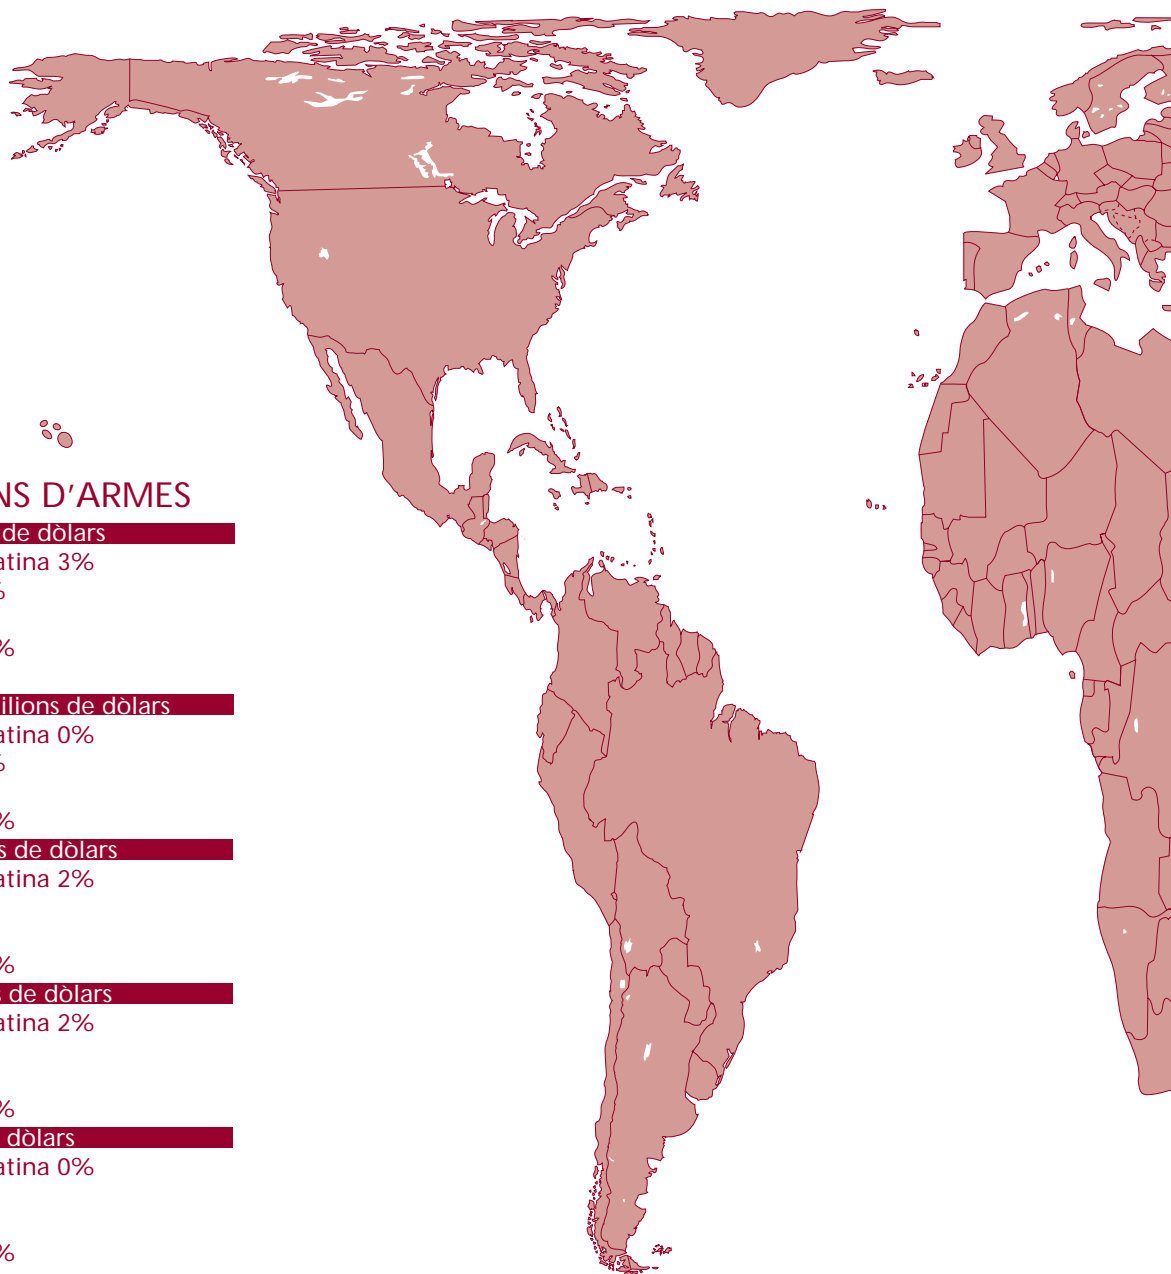 NS D'ARMES
de dòlars
atina 3%
%
%
ilions de dòlars
atina 0%
%
%
s de dòlars
atina 2%
%
s de dòlars
atina 2%
%
dòlars
atina 0%
%